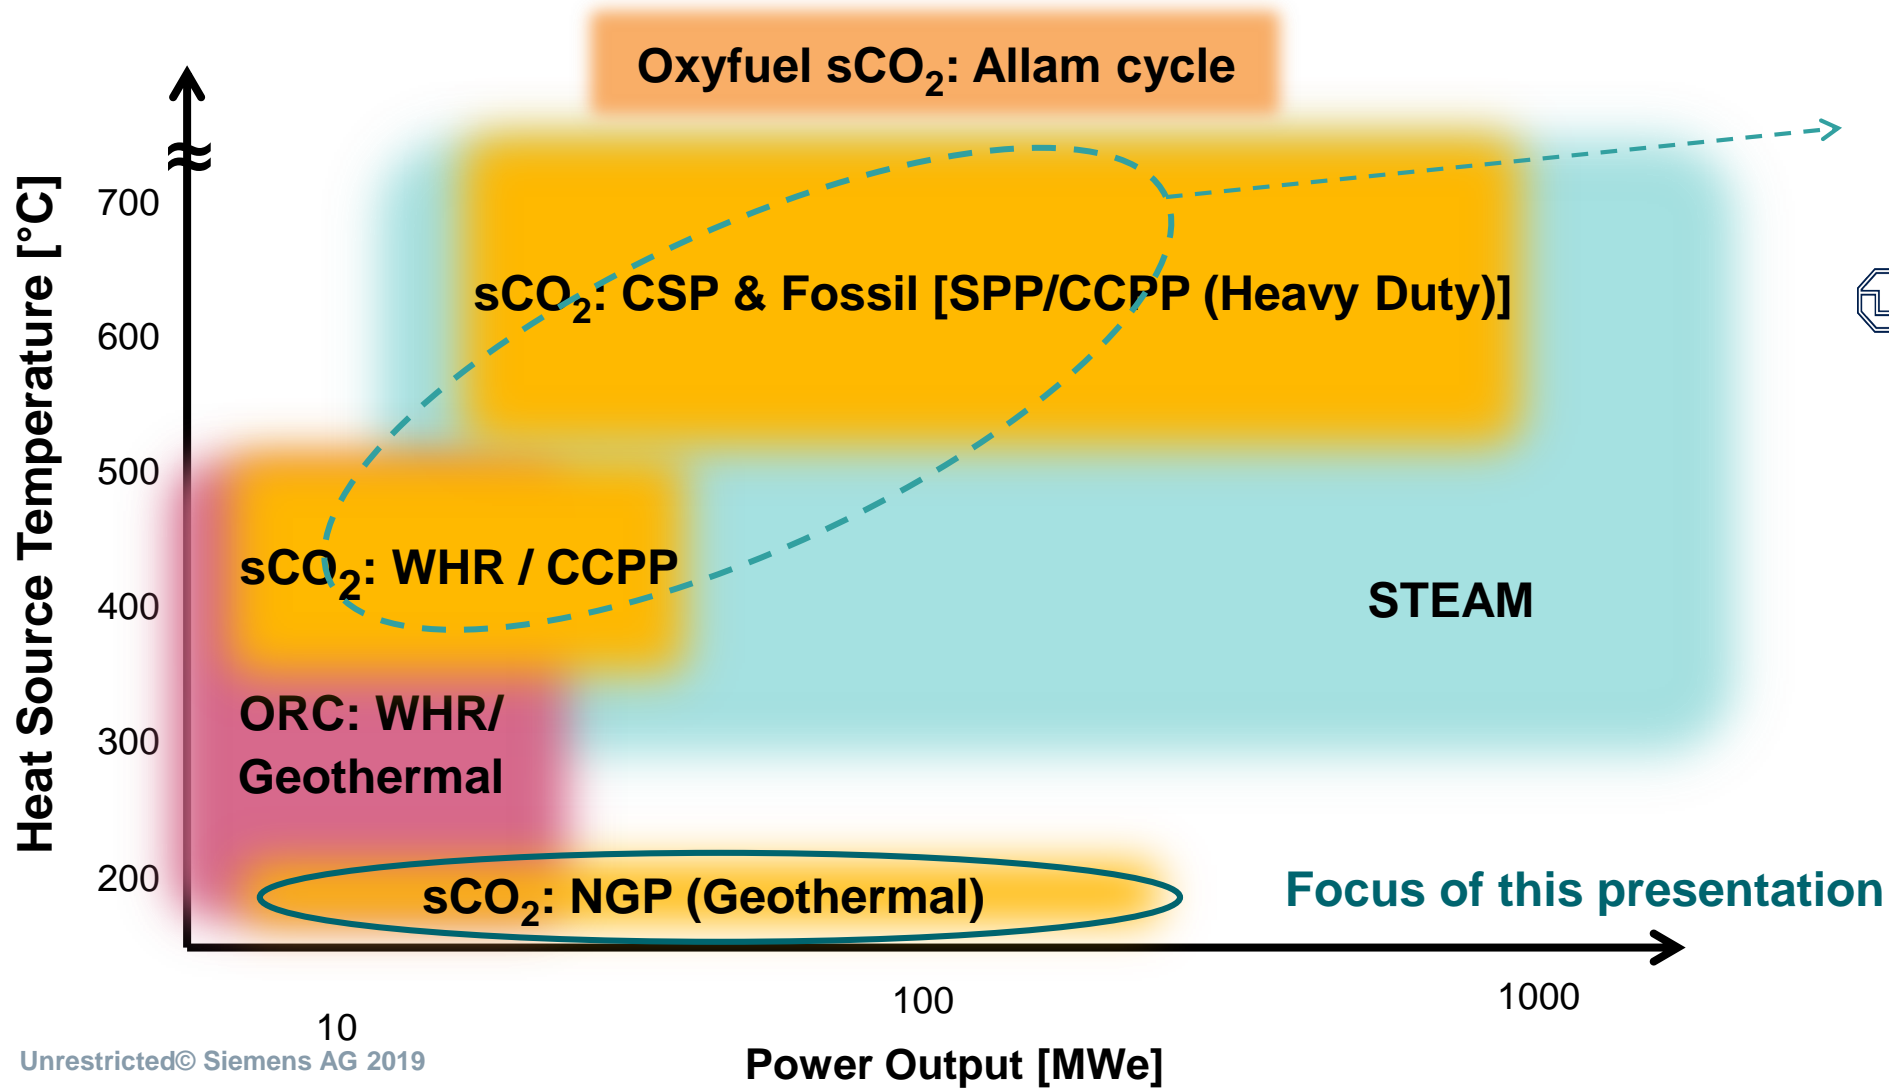 Oxyfuel sCO₂: Allam cycle
Heat Source Temperature [°C]
700
600
500
400
300
200
sCO₂: CSP & Fossil [SPP/CCPP (Heavy Duty)]
sCO₂: WHR / CCPP
STEAM
ORC: WHR/
Geothermal
sCO₂: NGP (Geothermal)
Focus of this presentation
10
100
1000
Power Output [MWe]
Unrestricted© Siemens AG 2019